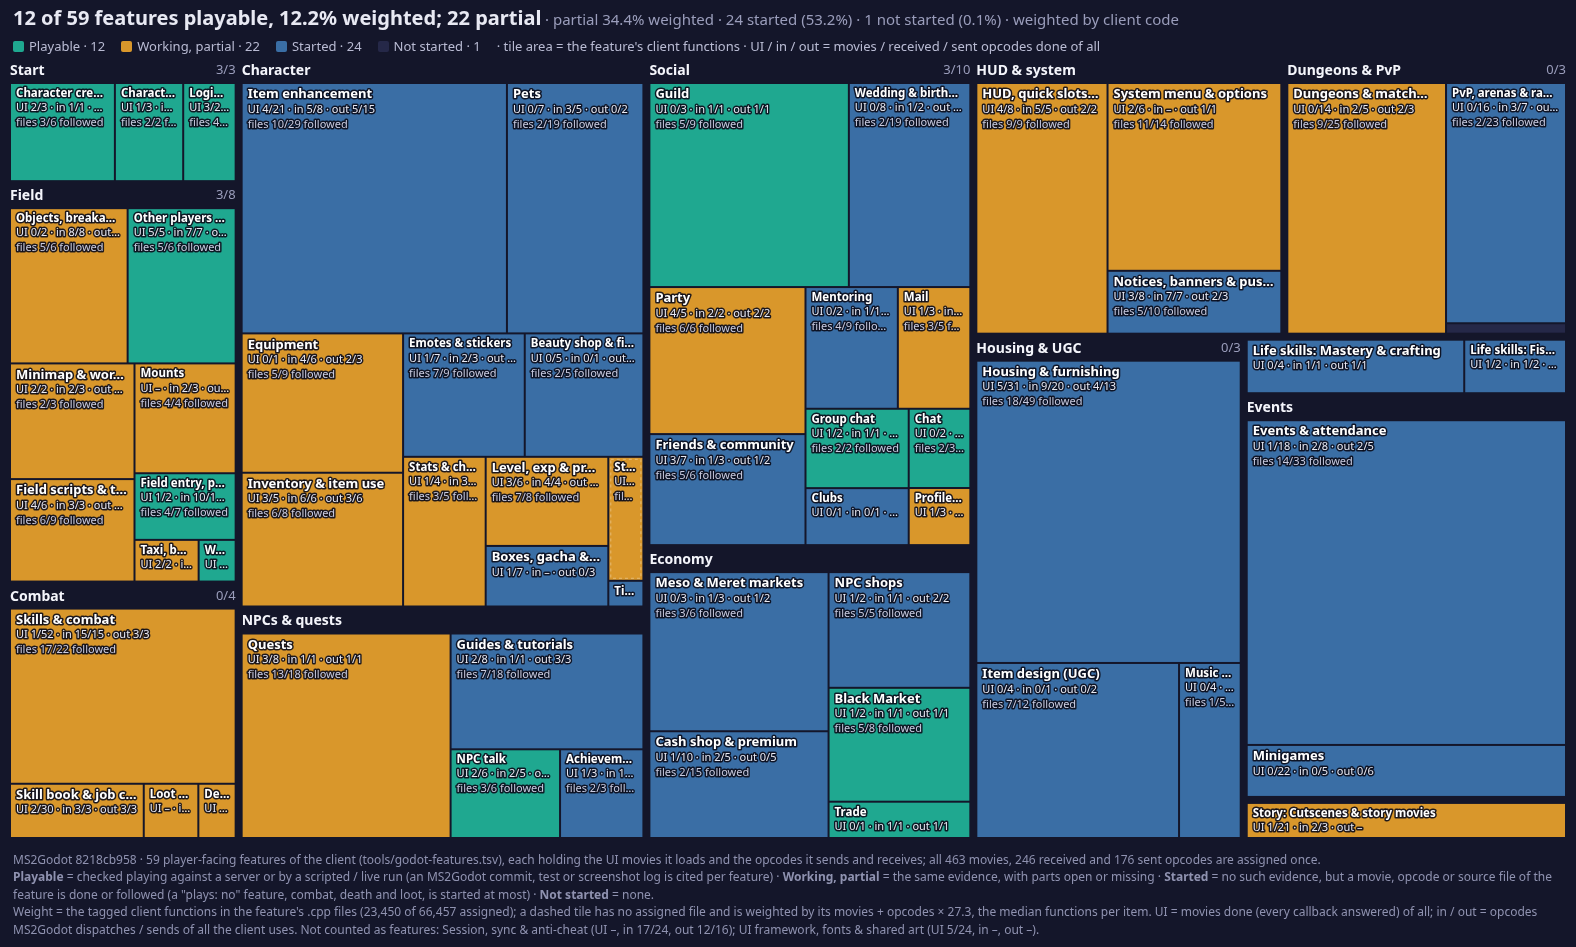 12 of 59 features playable, 12.2% weighted; 22 partial · partial 34.4% weighted · 24 started (53.2%) · 1 not started (0.1%) · weighted by client code
Playable · 12 Working, partial · 22 Started · 24 Not started · 1 · tile area = the feature's client functions · UI / in / out = movies / received / sent opcodes done of all
Start 3/3
Character cre...
UI 2/3 · in 1/1 · ...
files 3/6 followed
Charact...
UI 1/3 · i...
files 2/2 f...
Logi...
UI 3/2...
files 4...
Field 3/8
Objects, breaka...
UI 0/2 · in 8/8 · out...
files 5/6 followed
Other players ...
UI 5/5 · in 7/7 · o...
files 5/6 followed
Minimap & wor...
UI 2/2 · in 2/3 · out ...
files 2/3 followed
Mounts
UI – · in 2/3 · ou...
files 4/4 followed
Field scripts & t...
UI 4/6 · in 3/3 · out ...
files 6/9 followed
Field entry, p...
UI 1/2 · in 10/1...
files 4/7 followed
Taxi, b...
UI 2/2 · i...
W...
UI ...
Combat 0/4
Skills & combat
UI 1/52 · in 15/15 · out 3/3
files 17/22 followed
Skill book & job c...
UI 2/30 · in 3/3 · out 3/3
Loot ...
UI – · i...
De...
UI ...
Character
Item enhancement
UI 4/21 · in 5/8 · out 5/15
files 10/29 followed
Pets
UI 0/7 · in 3/5 · out 0/2
files 2/19 followed
Equipment
UI 0/1 · in 4/6 · out 2/3
files 5/9 followed
Emotes & stickers
UI 1/7 · in 2/3 · out ...
files 7/9 followed
Beauty shop & fi...
UI 0/5 · in 0/1 · out...
files 2/5 followed
Inventory & item use
UI 3/5 · in 6/6 · out 3/6
files 6/8 followed
Stats & ch...
UI 1/4 · in 3...
files 3/5 foll...
Level, exp & pr...
UI 3/6 · in 4/4 · out ...
files 7/8 followed
St...
UI...
fil...
Boxes, gacha &...
UI 1/7 · in – · out 0/3
Ti...
NPCs & quests
Quests
UI 3/8 · in 1/1 · out 1/1
files 13/18 followed
Guides & tutorials
UI 2/8 · in 1/1 · out 3/3
files 7/18 followed
NPC talk
UI 2/6 · in 2/5 · o...
files 3/6 followed
Achievem...
UI 1/3 · in 1...
files 2/3 foll...
Social 3/10
Guild
UI 0/3 · in 1/1 · out 1/1
files 5/9 followed
Wedding & birth...
UI 0/8 · in 1/2 · out ...
files 2/19 followed
Party
UI 4/5 · in 2/2 · out 2/2
files 6/6 followed
Mentoring
UI 0/2 · in 1/1...
files 4/9 follo...
Mail
UI 1/3 · in...
files 3/5 f...
Friends & community
UI 3/7 · in 1/3 · out 1/2
files 5/6 followed
Group chat
UI 1/2 · in 1/1 · ...
files 2/2 followed
Chat
UI 0/2 · ...
files 2/3...
Clubs
UI 0/1 · in 0/1 · ...
Profile...
UI 1/3 · ...
Economy
Meso & Meret markets
UI 0/3 · in 1/3 · out 1/2
files 3/6 followed
NPC shops
UI 1/2 · in 1/1 · out 2/2
files 5/5 followed
Cash shop & premium
UI 1/10 · in 2/5 · out 0/5
files 2/15 followed
Black Market
UI 1/2 · in 1/1 · out 1/1
files 5/8 followed
Trade
UI 0/1 · in 1/1 · out 1/1
HUD & system
HUD, quick slots...
UI 4/8 · in 5/5 · out 2/2
files 9/9 followed
System menu & options
UI 2/6 · in – · out 1/1
files 11/14 followed
Notices, banners & pus...
UI 3/8 · in 7/7 · out 2/3
files 5/10 followed
Dungeons & PvP 0/3
Dungeons & match...
UI 0/14 · in 2/5 · out 2/3
files 9/25 followed
PvP, arenas & ra...
UI 0/16 · in 3/7 · ou...
files 2/23 followed
Housing & UGC 0/3
Housing & furnishing
UI 5/31 · in 9/20 · out 4/13
files 18/49 followed
Item design (UGC)
UI 0/4 · in 0/1 · out 0/2
files 7/12 followed
Music ...
UI 0/4 · ...
files 1/5...
Life skills: Mastery & crafting
UI 0/4 · in 1/1 · out 1/1
Life skills: Fis...
UI 1/2 · in 1/2 · ...
Events
Events & attendance
UI 1/18 · in 2/8 · out 2/5
files 14/33 followed
Minigames
UI 0/22 · in 0/5 · out 0/6
Story: Cutscenes & story movies
UI 1/21 · in 2/3 · out –
MS2Godot 8218cb958 · 59 player-facing features of the client (tools/godot-features.tsv), each holding the UI movies it loads and the opcodes it sends and receives; all 463 movies, 246 received and 176 sent opcodes are assigned once.
Playable = checked playing against a server or by a scripted / live run (an MS2Godot commit, test or screenshot log is cited per feature) · Working, partial = the same evidence, with parts open or missing · Started = no such evidence, but a movie, opcode or source file of the
feature is done or followed (a "plays: no" feature, combat, death and loot, is started at most) · Not started = none.
Weight = the tagged client functions in the feature's .cpp files (23,450 of 66,457 assigned); a dashed tile has no assigned file and is weighted by its movies + opcodes × 27.3, the median functions per item. UI = movies done (every callback answered) of all; in / out = opcodes
MS2Godot dispatches / sends of all the client uses. Not counted as features: Session, sync & anti-cheat (UI –, in 17/24, out 12/16); UI framework, fonts & shared art (UI 5/24, in –, out –).